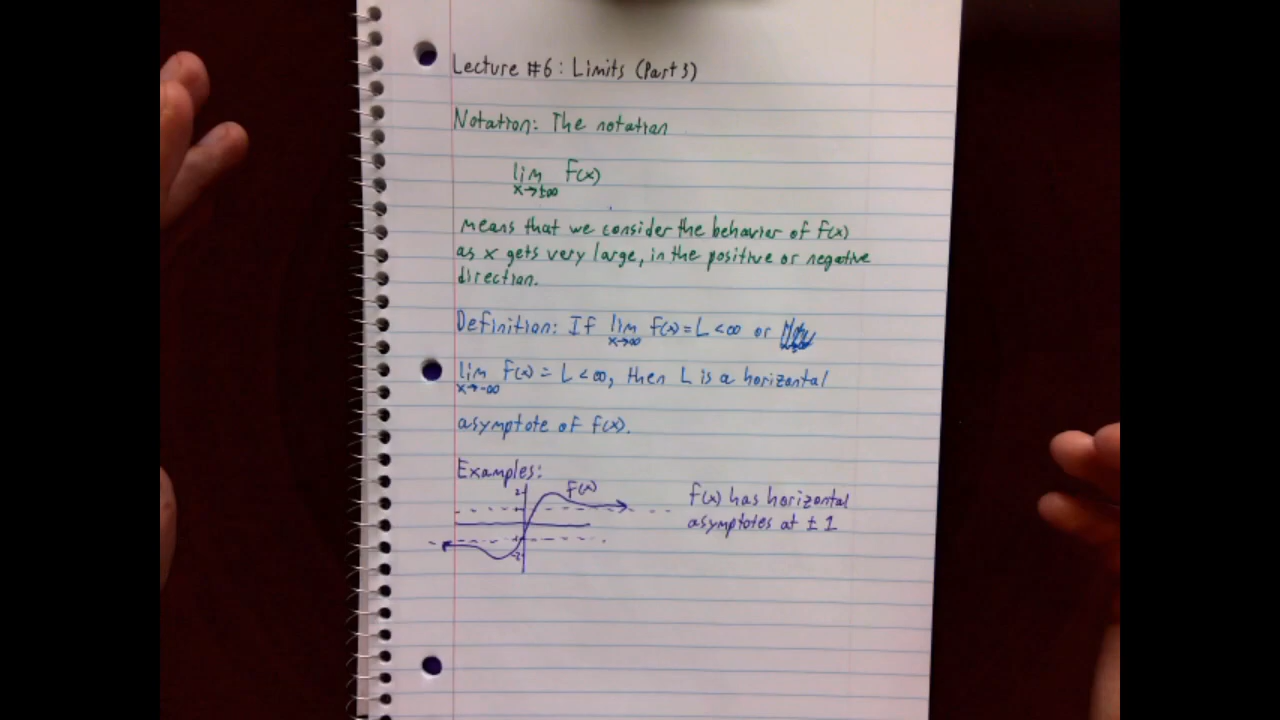 Lecture #6: Limits (Part 3)
Notation: The notation
lim f(x)
x→±∞
means that we consider the behavior of f(x)
as x gets very large, in the positive or negative
direction.
Definition: If lim f(x) = L < ∞ or
x→∞
lim f(x) = L < ∞, then L is a horizontal
x→-∞
asymptote of f(x).
Examples:
2
f(x)
-2
f(x) has horizontal
asymptotes at ± 1